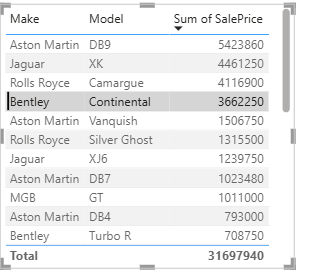 Make Model Sum of SalePrice
Aston Martin DB9 5423860
Jaguar XK 4461250
Rolls Royce Camargue 4116900
Bentley Continental 3662250
Aston Martin Vanquish 1506750
Rolls Royce Silver Ghost 1315500
Jaguar XJ6 1239750
Aston Martin DB7 1023480
MGB GT 1011000
Aston Martin DB4 793000
Bentley Turbo R 708750
Total 31697940